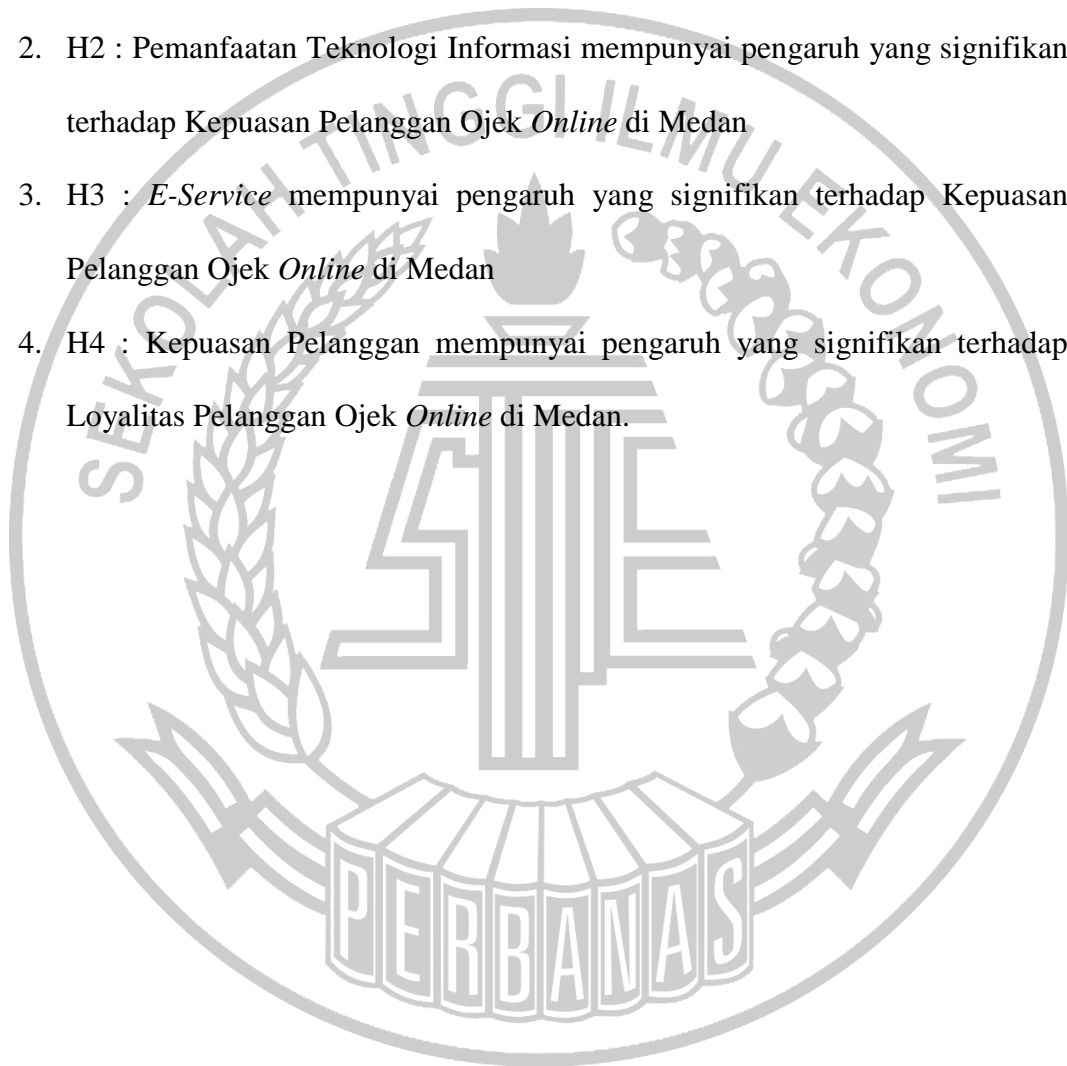 2. H2 : Pemanfaatan Teknologi Informasi mempunyai pengaruh yang signifikan
terhadap Kepuasan Pelanggan Ojek Online di Medan
3. H3 : E-Service mempunyai pengaruh yang signifikan terhadap Kepuasan
Pelanggan Ojek Online di Medan
4. H4 : Kepuasan Pelanggan mempunyai pengaruh yang signifikan terhadap
Loyalitas Pelanggan Ojek Online di Medan.
SEKOLAH TINGGI ILMU EKONOMI
STIE
PERBANAS